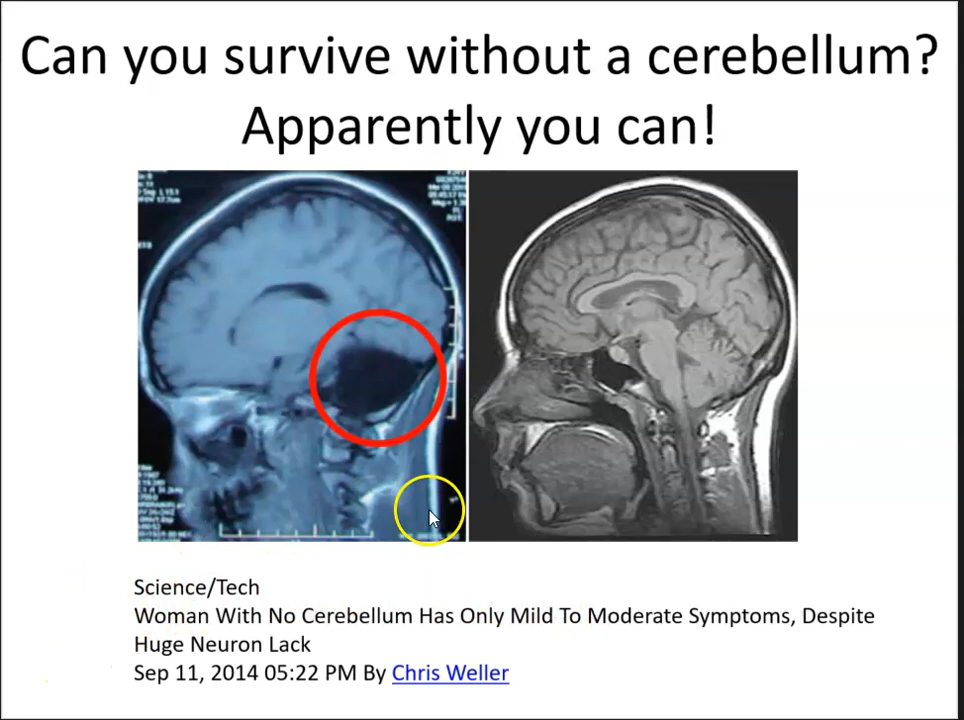 Can you survive without a cerebellum?
Apparently you can!
Science/Tech
Woman With No Cerebellum Has Only Mild To Moderate Symptoms, Despite
Huge Neuron Lack
Sep 11, 2014 05:22 PM By Chris Weller